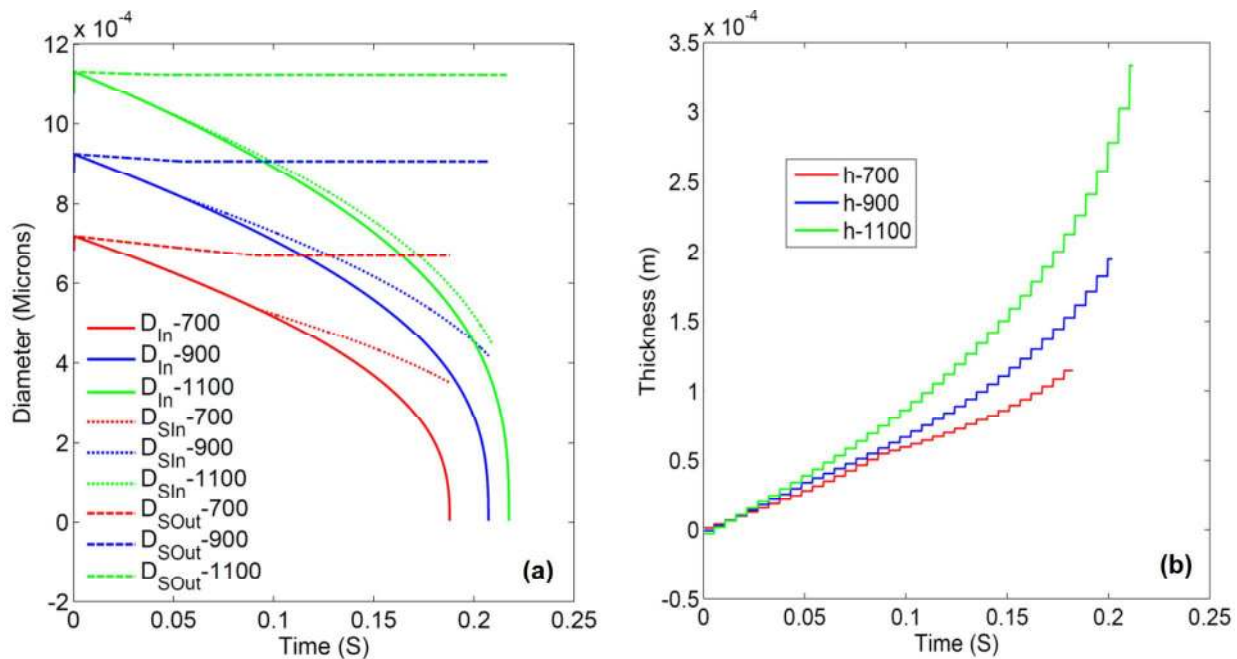 x 10⁻⁴
12
10
8
6
4
2
0
-2
Diameter (Microns)
D_In-700
D_In-900
D_In-1100
D_SIn-700
D_SIn-900
D_SIn-1100
D_SOut-700
D_SOut-900
D_SOut-1100
(a)
0
0.05
0.1
0.15
0.2
0.25
Time (S)
x 10⁻⁴
3.5
3
2.5
2
1.5
1
0.5
0
-0.5
Thickness (m)
h-700
h-900
h-1100
(b)
0
0.05
0.1
0.15
0.2
0.25
Time (S)